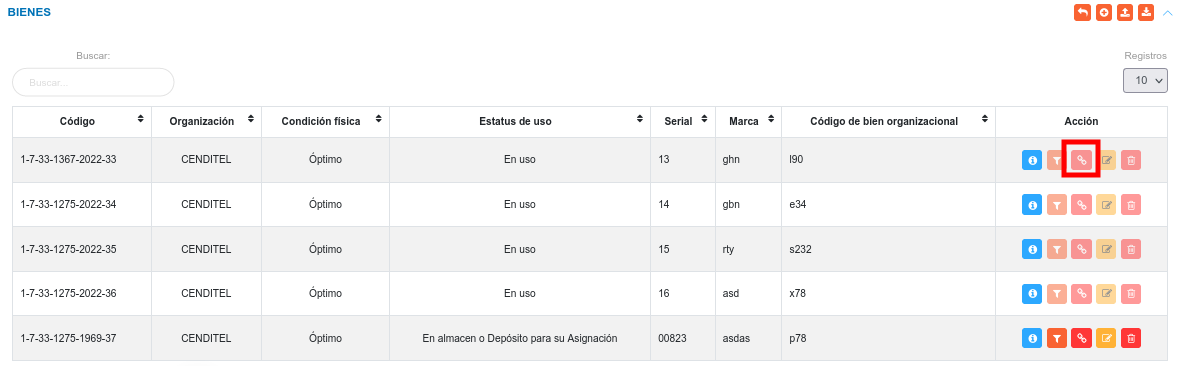 BIENES
Buscar:
Registros
Buscar...
10
Código Organización Condición física Estatus de uso Serial Marca Código de bien organizacional Acción
1-7-33-1367-2022-33 CENDITEL Óptimo En uso 13 ghn l90
1-7-33-1275-2022-34 CENDITEL Óptimo En uso 14 gbn e34
1-7-33-1275-2022-35 CENDITEL Óptimo En uso 15 rty s232
1-7-33-1275-2022-36 CENDITEL Óptimo En uso 16 asd x78
1-7-33-1275-1969-37 CENDITEL Óptimo En almacen o Depósito para su Asignación 00823 asdas p78